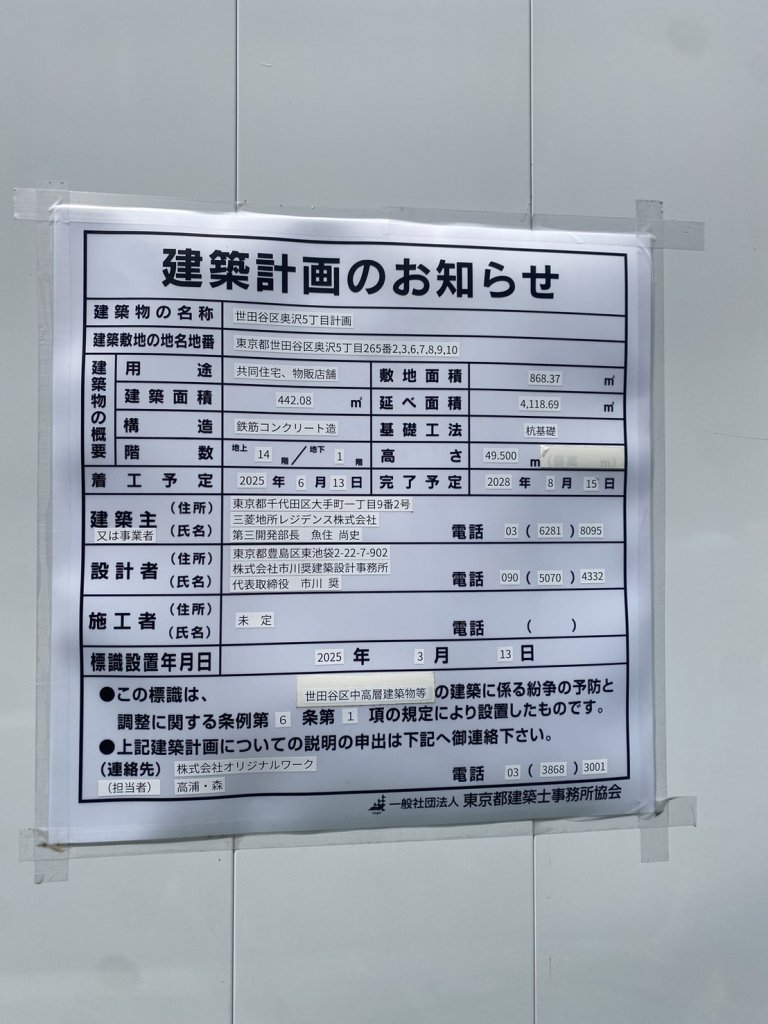 建築計画のお知らせ
建築物の名称 世田谷区奥沢5丁目計画
建築敷地の地名地番 東京都世田谷区奥沢5丁目265番2,3,6,7,8,9,10
建築物の概要
用途 共同住宅、物販店舗 敷地面積 868.37 ㎡
建築面積 442.08 ㎡ 延べ面積 4,118.69 ㎡
構造 鉄筋コンクリート造 基礎工法 杭基礎
階数 地上 14 階／地下 1 階 高さ 49.500 m
着工予定 2025 年 6 月 13 日 完了予定 2028 年 8 月 15 日
建築主 又は事業者 (住所) (氏名)
東京都千代田区大手町一丁目9番2号
三菱地所レジデンス株式会社
第三開発部長 魚住 尚史 電話 03 ( 6281 ) 8095
設計者 (住所) (氏名)
東京都豊島区東池袋2-22-7-902
株式会社市川奨建築設計事務所
代表取締役 市川 奨 電話 090 ( 5070 ) 4332
施工者 (住所) (氏名) 未 定 電話 ( )
標識設置年月日 2025 年 3 月 13 日
●この標識は、世田谷区中高層建築物等の建築に係る紛争の予防と
調整に関する条例第 6 条第 1 項の規定により設置したものです。
●上記建築計画についての説明の申出は下記へ御連絡下さい。
(連絡先) 株式会社オリジナルワーク
(担当者) 高浦・森 電話 03 ( 3868 ) 3001
一般社団法人 東京都建築士事務所協会